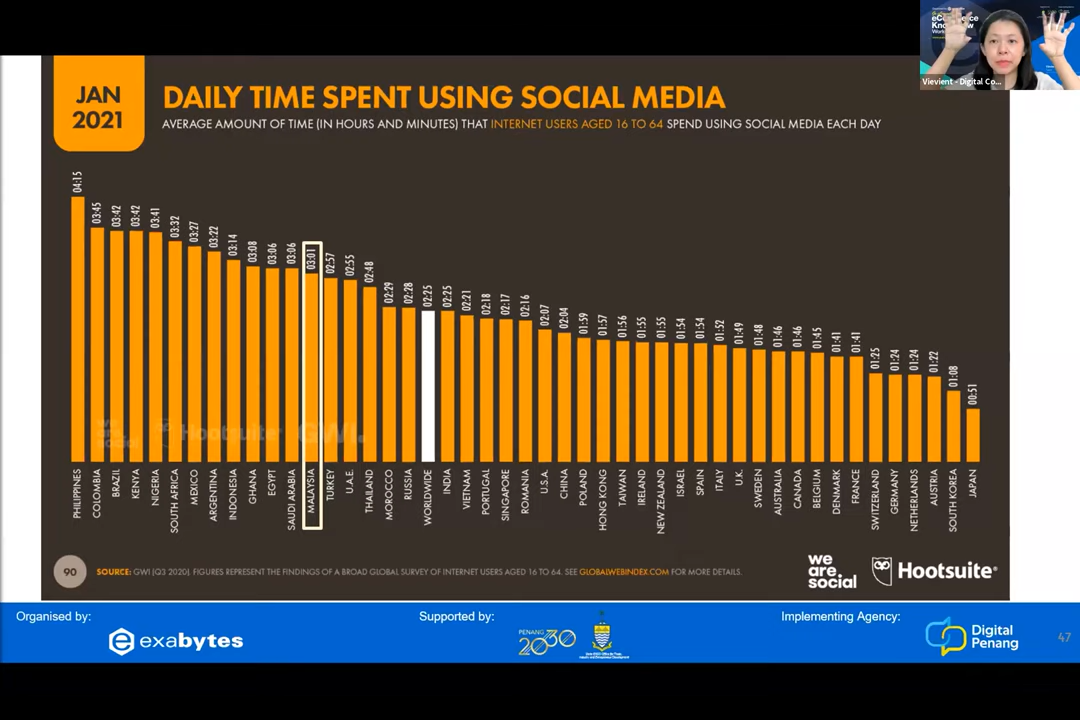 eCommerce
Know
Vievient - Digital Co...
JAN
2021
DAILY TIME SPENT USING SOCIAL MEDIA
AVERAGE AMOUNT OF TIME (IN HOURS AND MINUTES) THAT INTERNET USERS AGED 16 TO 64 SPEND USING SOCIAL MEDIA EACH DAY
04:15
03:45
03:42
03:42
03:41
03:32
03:27
03:22
03:14
03:08
03:06
03:06
03:01
02:57
02:55
02:48
02:29
02:28
02:25
02:25
02:21
02:18
02:17
02:16
02:07
02:04
01:59
01:57
01:56
01:55
01:55
01:54
01:54
01:52
01:49
01:48
01:46
01:46
01:45
01:41
01:41
01:25
01:24
01:24
01:22
01:08
00:51
we are. social
Hootsuite
GWI.
PHILIPPINES
COLOMBIA
BRAZIL
KENYA
NIGERIA
SOUTH AFRICA
MEXICO
ARGENTINA
INDONESIA
GHANA
EGYPT
SAUDI ARABIA
MALAYSIA
TURKEY
U.A.E.
THAILAND
MOROCCO
RUSSIA
WORLDWIDE
INDIA
VIETNAM
PORTUGAL
SINGAPORE
ROMANIA
U.S.A.
CHINA
POLAND
HONG KONG
TAIWAN
IRELAND
NEW ZEALAND
ISRAEL
SPAIN
ITALY
U.K.
SWEDEN
AUSTRALIA
CANADA
BELGIUM
DENMARK
FRANCE
SWITZERLAND
GERMANY
NETHERLANDS
AUSTRIA
SOUTH KOREA
JAPAN
90
SOURCE: GWI (Q3 2020). FIGURES REPRESENT THE FINDINGS OF A BROAD GLOBAL SURVEY OF INTERNET USERS AGED 16 TO 64. SEE GLOBALWEBINDEX.COM FOR MORE DETAILS.
we
are.
social
Hootsuite®
Organised by:
exabytes
Supported by:
PENANG
2030
Implementing Agency:
Digital
Penang
47